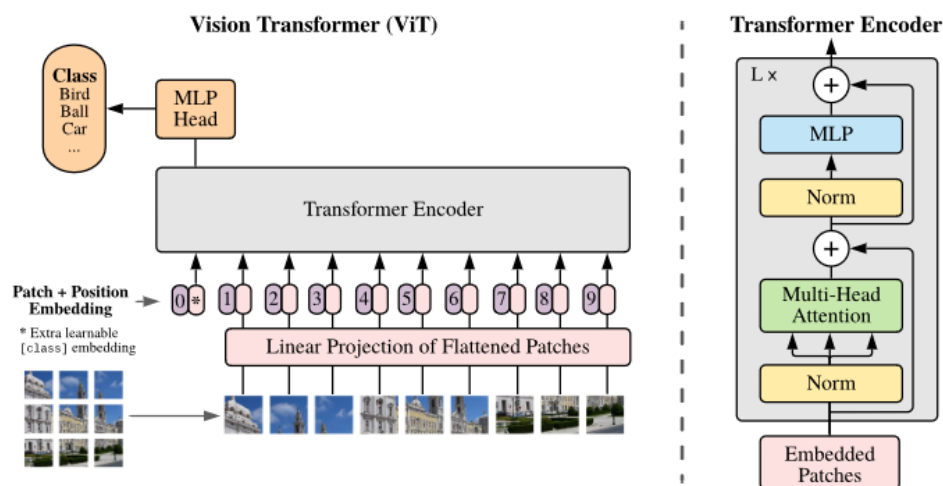 Vision Transformer (ViT)
Class
Bird
Ball
Car
...
MLP
Head
Transformer Encoder
Patch + Position
Embedding
0 * 1 2 3 4 5 6 7 8 9
* Extra learnable
[class] embedding
Linear Projection of Flattened Patches
Transformer Encoder
L x
+
MLP
Norm
+
Multi-Head
Attention
Norm
Embedded
Patches